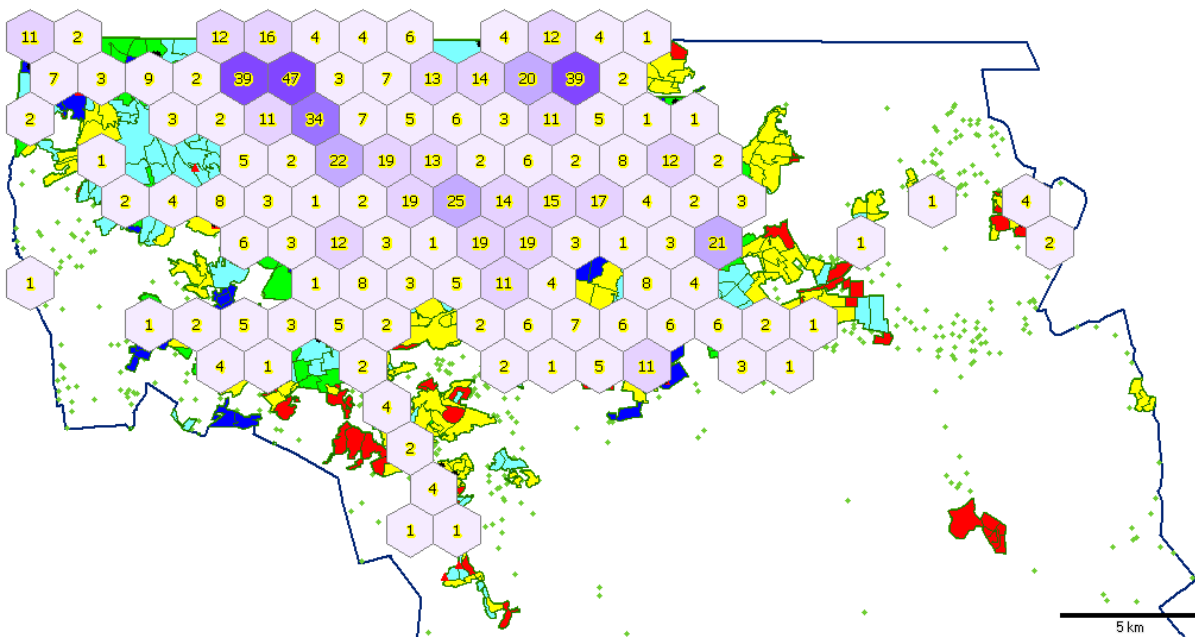 11 2 12 16 4 4 6 4 12 4 1
7 3 9 2 39 47 3 7 13 14 20 39 2
2 3 2 11 34 7 5 6 3 11 5 1 1
1 5 2 22 19 13 2 6 2 8 12 2
2 4 8 3 1 2 19 25 14 15 17 4 2 3 1 4
6 3 12 3 1 19 19 3 1 3 21 1 2
1 1 8 3 5 11 4 8 4
1 2 5 3 5 2 2 6 7 6 6 6 2 1
4 1 2 2 1 5 11 3 1
4
2
4
1 1
5 km